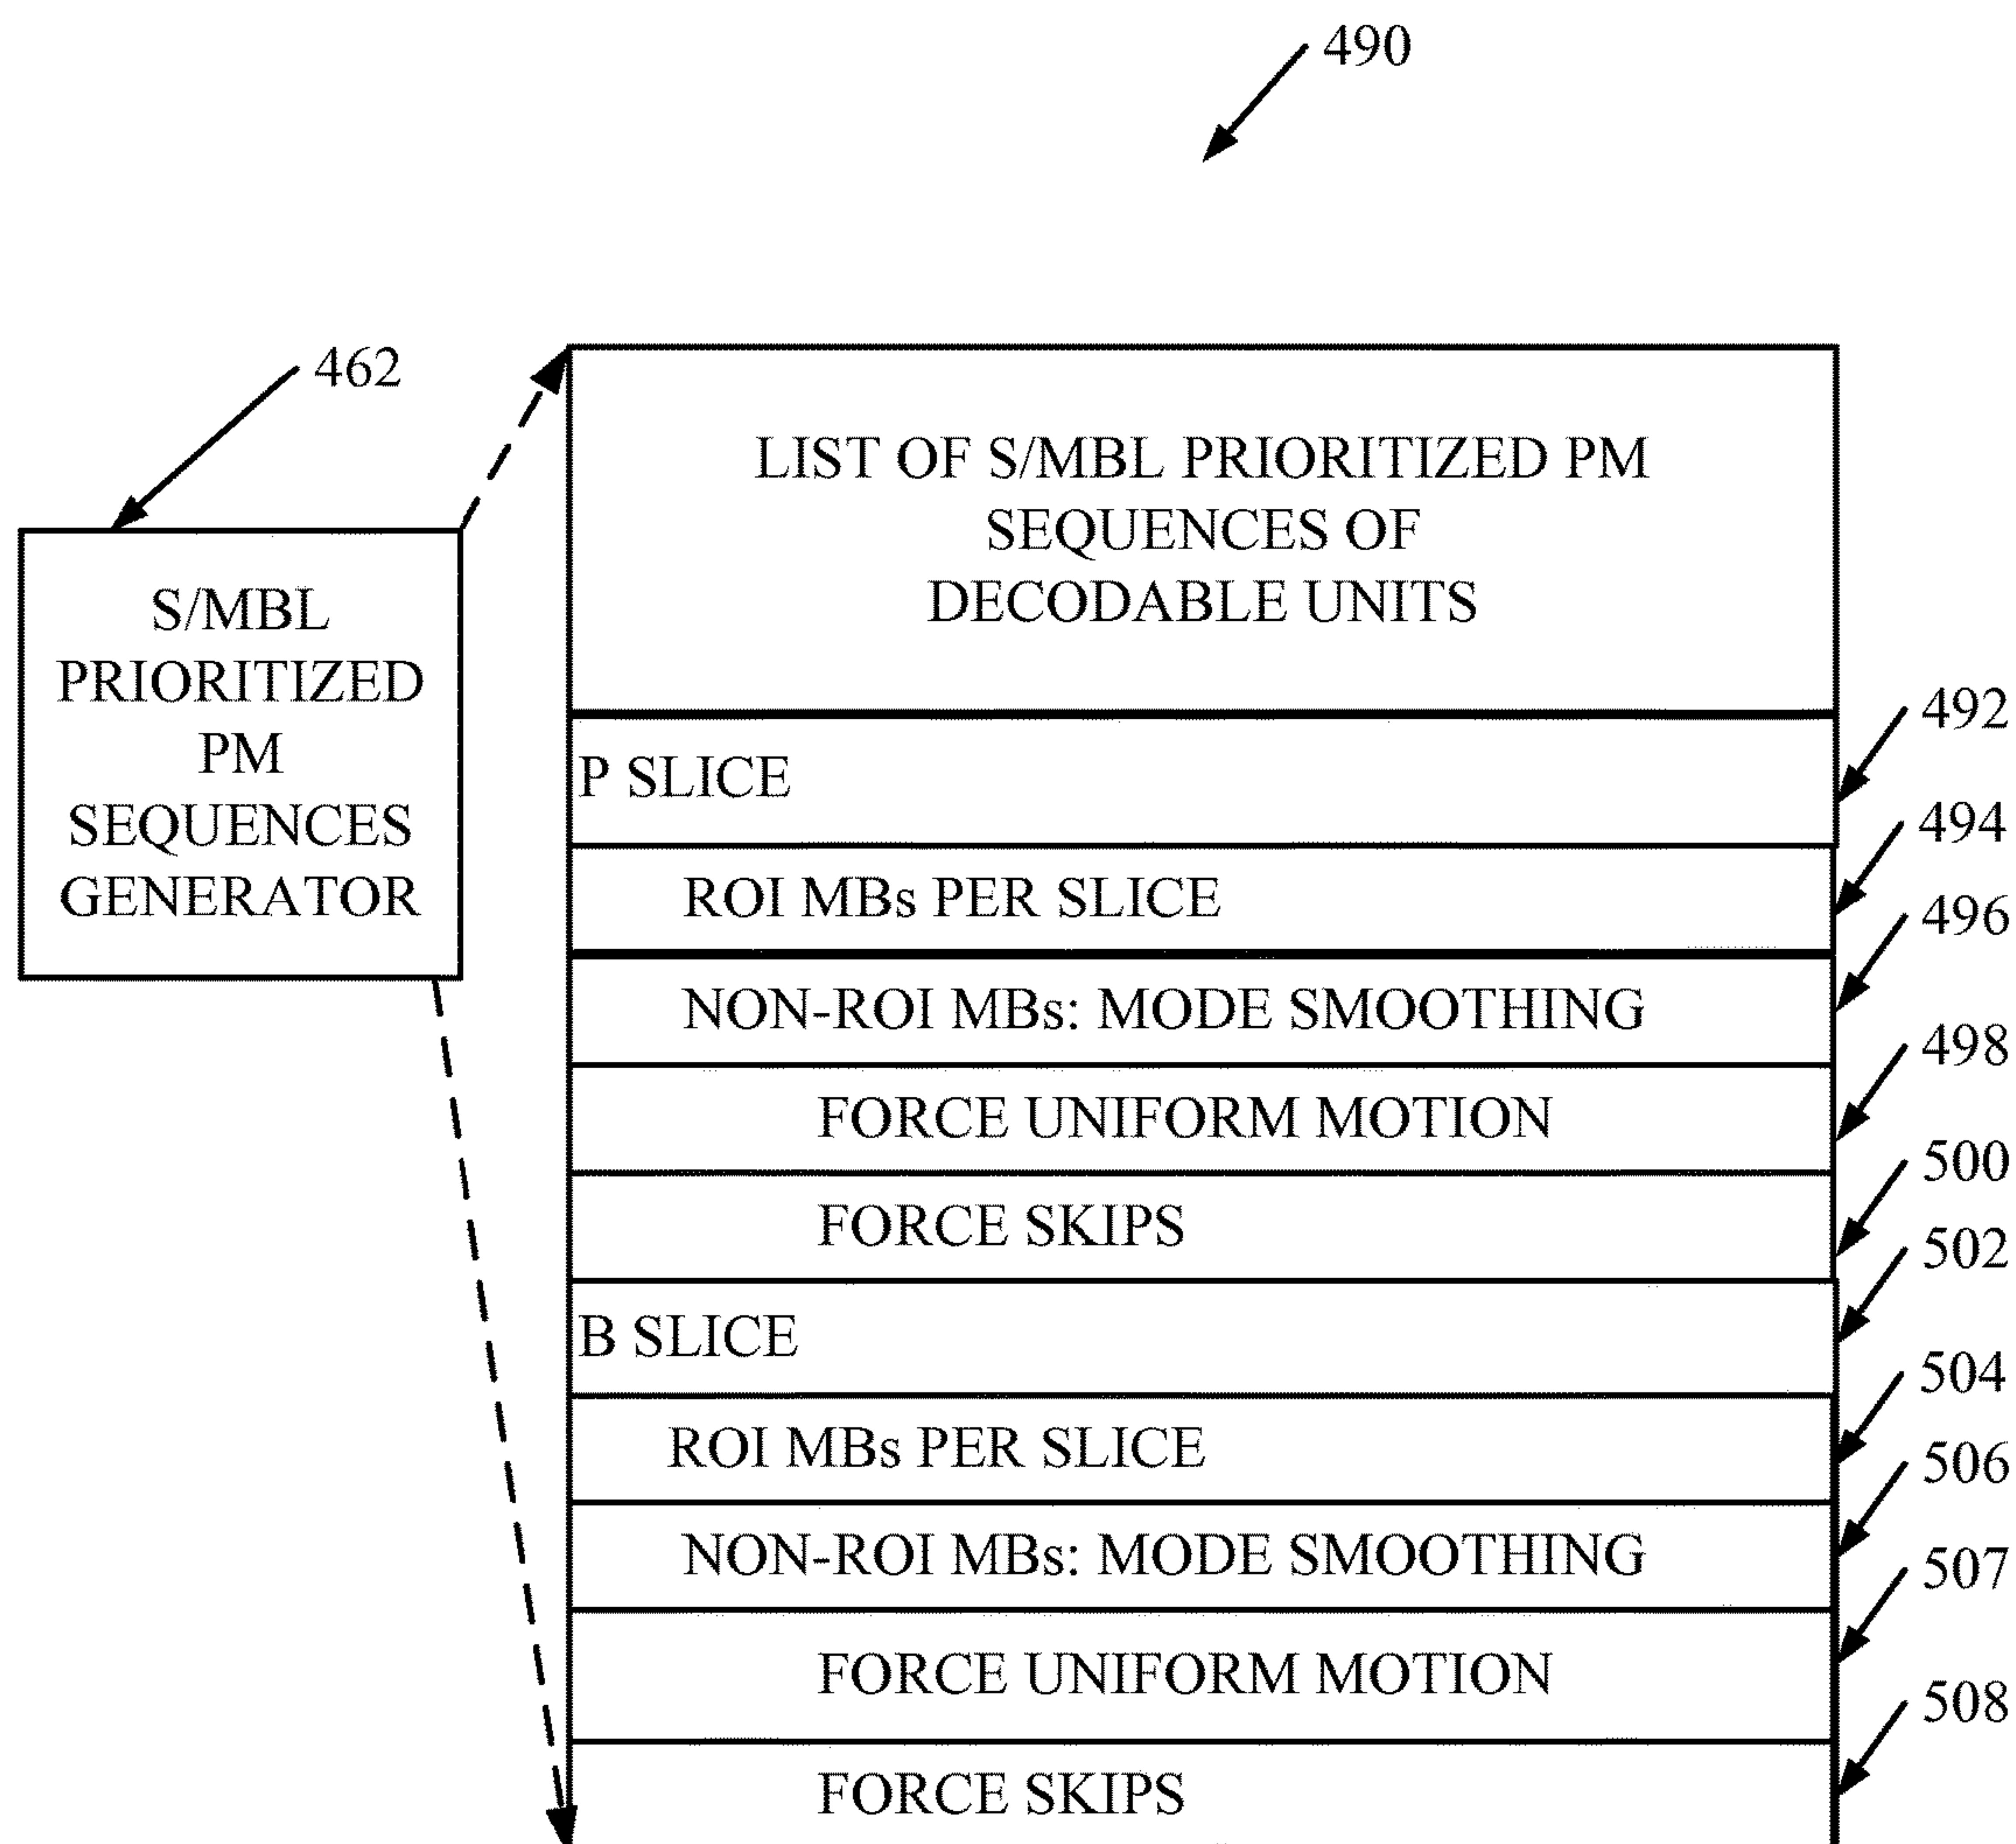 490
462
S/MBL
PRIORITIZED
PM
SEQUENCES
GENERATOR
LIST OF S/MBL PRIORITIZED PM
SEQUENCES OF
DECODABLE UNITS
492
P SLICE
494
ROI MBs PER SLICE
496
NON-ROI MBs: MODE SMOOTHING
498
FORCE UNIFORM MOTION
500
FORCE SKIPS
502
B SLICE
504
ROI MBs PER SLICE
506
NON-ROI MBs: MODE SMOOTHING
507
FORCE UNIFORM MOTION
508
FORCE SKIPS